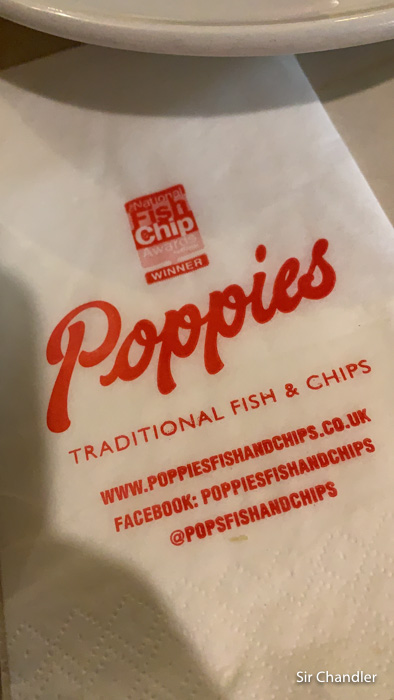 National
Fish
Chip
Awards
WINNER
Poppies
TRADITIONAL FISH & CHIPS
WWW.POPPIESFISHANDCHIPS.CO.UK
FACEBOOK: POPPIESFISHANDCHIPS
@POPSFISHANDCHIPS
Sir Chandler